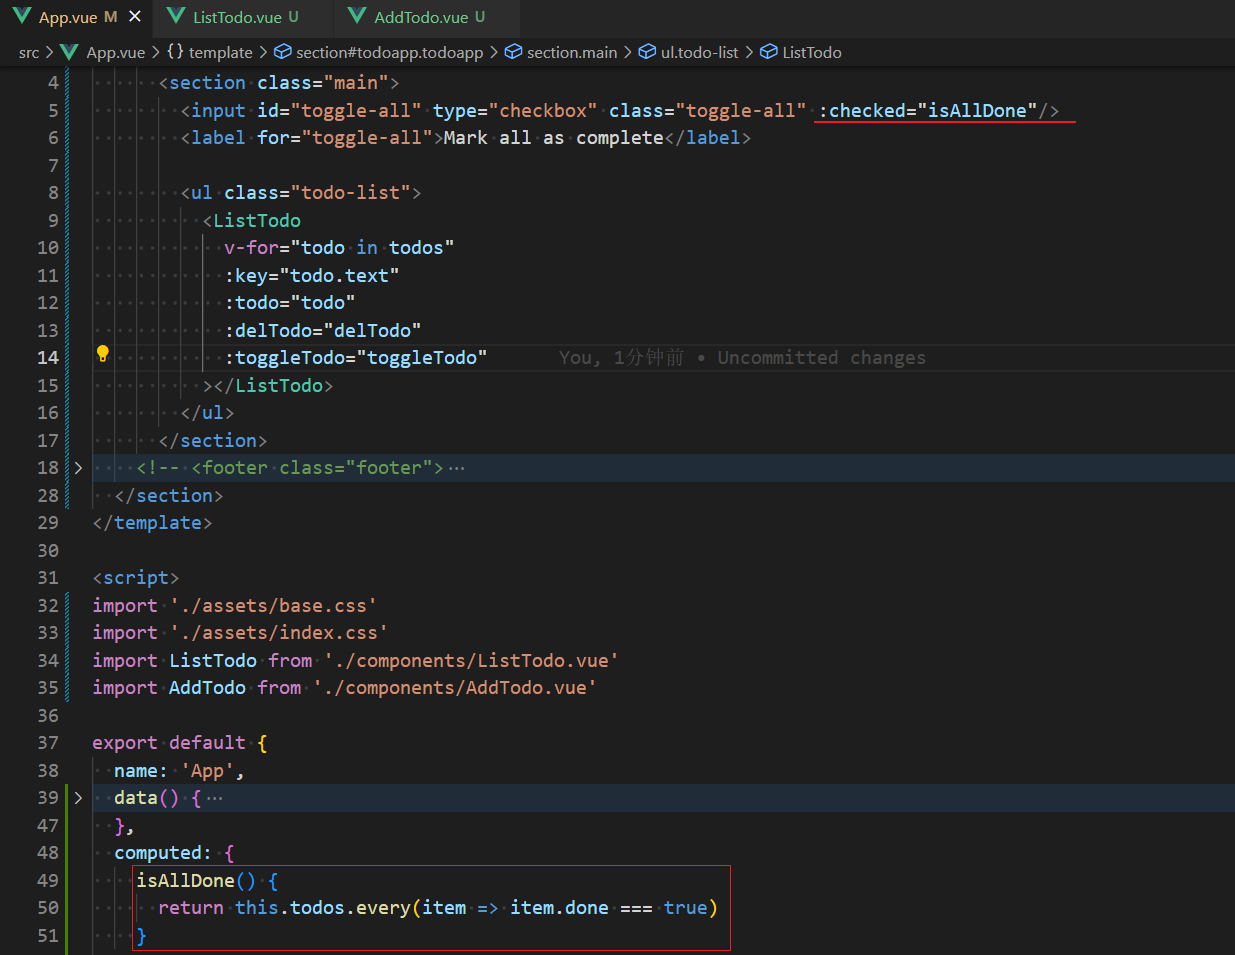 App.vue M × ListTodo.vue U AddTodo.vue U
src > App.vue > {} template > section#todoapp.todoapp > section.main > ul.todo-list > ListTodo
4 <section class="main">
5 <input id="toggle-all" type="checkbox" class="toggle-all" :checked="isAllDone"/>
6 <label for="toggle-all">Mark all as complete</label>
7
8 <ul class="todo-list">
9 <ListTodo
10 v-for="todo in todos"
11 :key="todo.text"
12 :todo="todo"
13 :delTodo="delTodo"
14 :toggleTodo="toggleTodo" You, 1分钟前 • Uncommitted changes
15 ></ListTodo>
16 </ul>
17 </section>
18 > <!-- <footer class="footer">…
28 </section>
29 </template>
30
31 <script>
32 import './assets/base.css'
33 import './assets/index.css'
34 import ListTodo from './components/ListTodo.vue'
35 import AddTodo from './components/AddTodo.vue'
36
37 export default {
38 name: 'App',
39 > data() {…
47 },
48 computed: {
49 isAllDone() {
50 return this.todos.every(item => item.done === true)
51 }